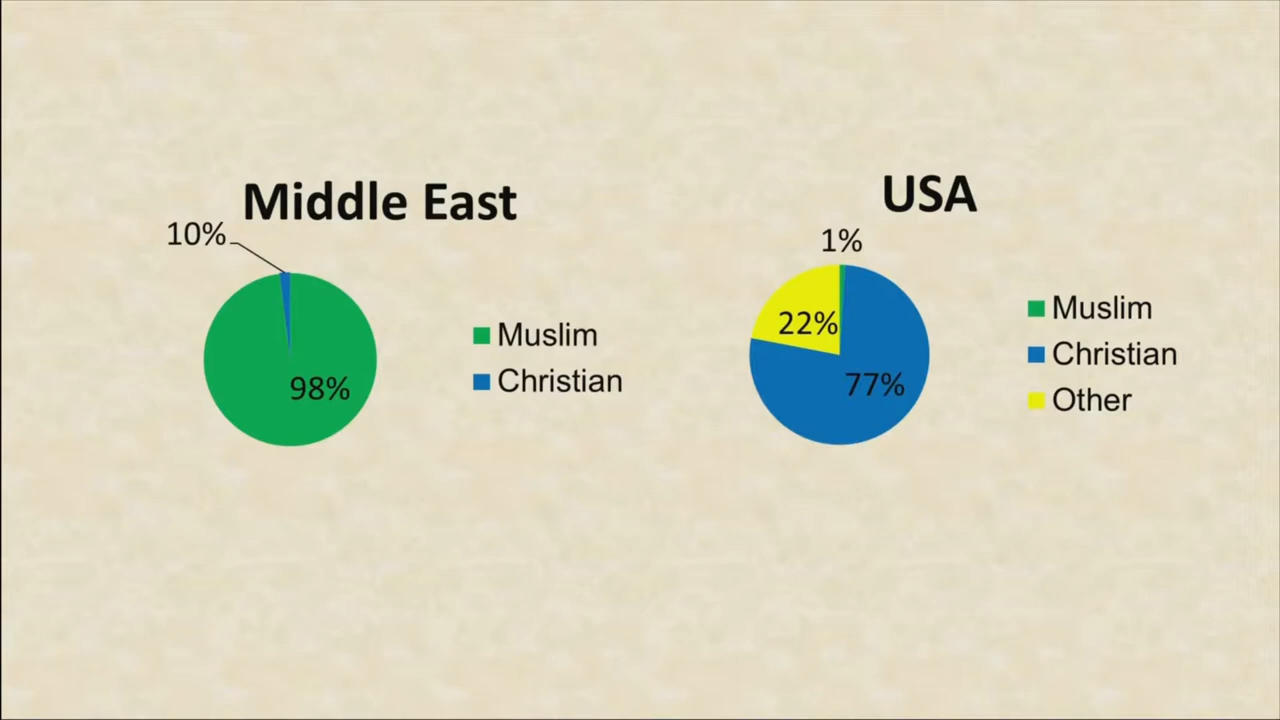 Middle East
10%
98%
Muslim
Christian
USA
1%
22%
77%
Muslim
Christian
Other